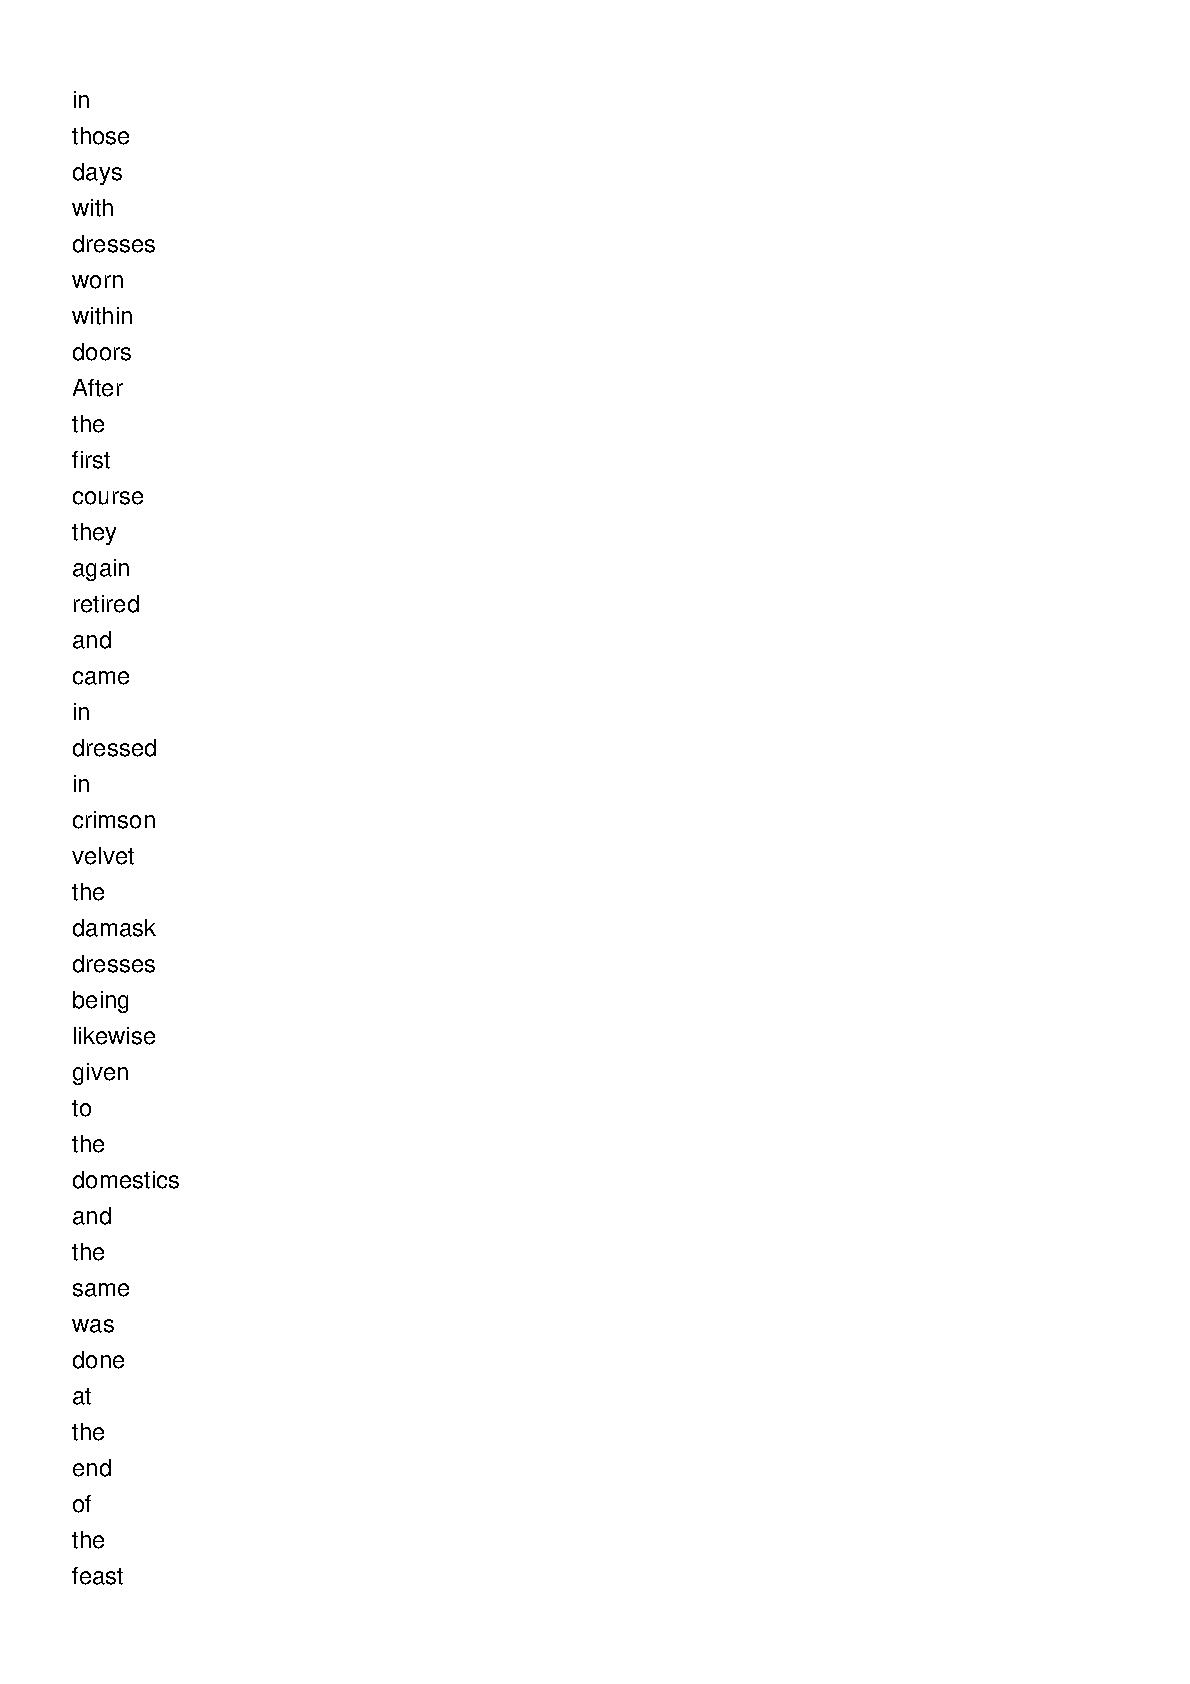 in
those
days
with
dresses
worn
within
doors
After
the
first
course
they
again
retired
and
came
in
dressed
in
crimson
velvet
the
damask
dresses
being
likewise
given
to
the
domestics
and
the
same
was
done
at
the
end
of
the
feast